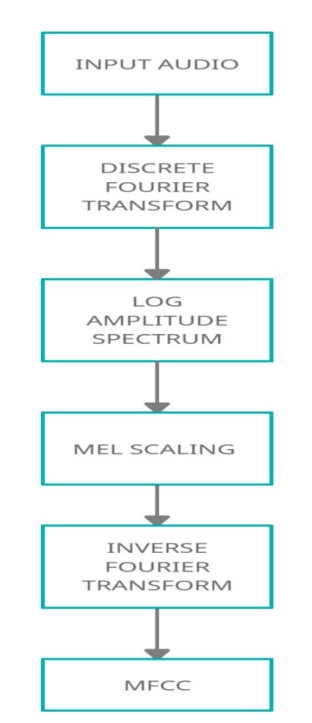 INPUT AUDIO
DISCRETE
FOURIER
TRANSFORM
LOG
AMPLITUDE
SPECTRUM
MEL SCALING
INVERSE
FOURIER
TRANSFORM
MFCC